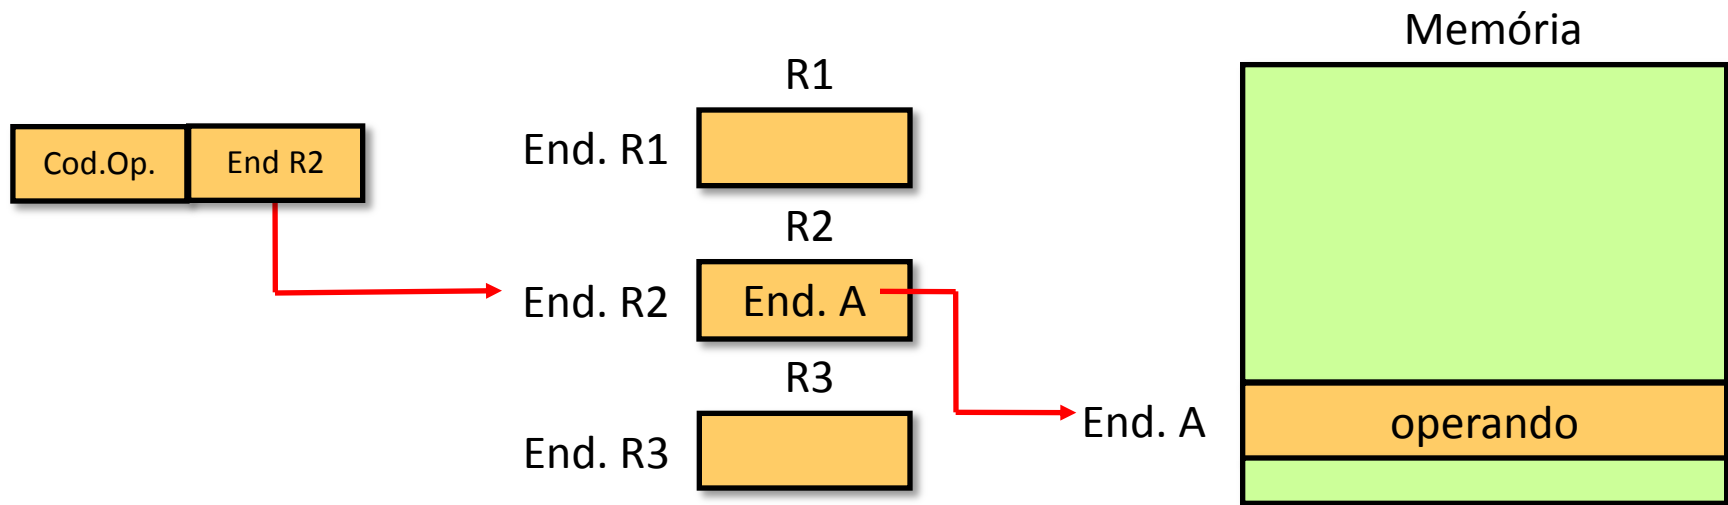 Memória
R1
Cod.Op. End R2
End. R1
R2
End. R2 End. A
R3
End. A operando
End. R3